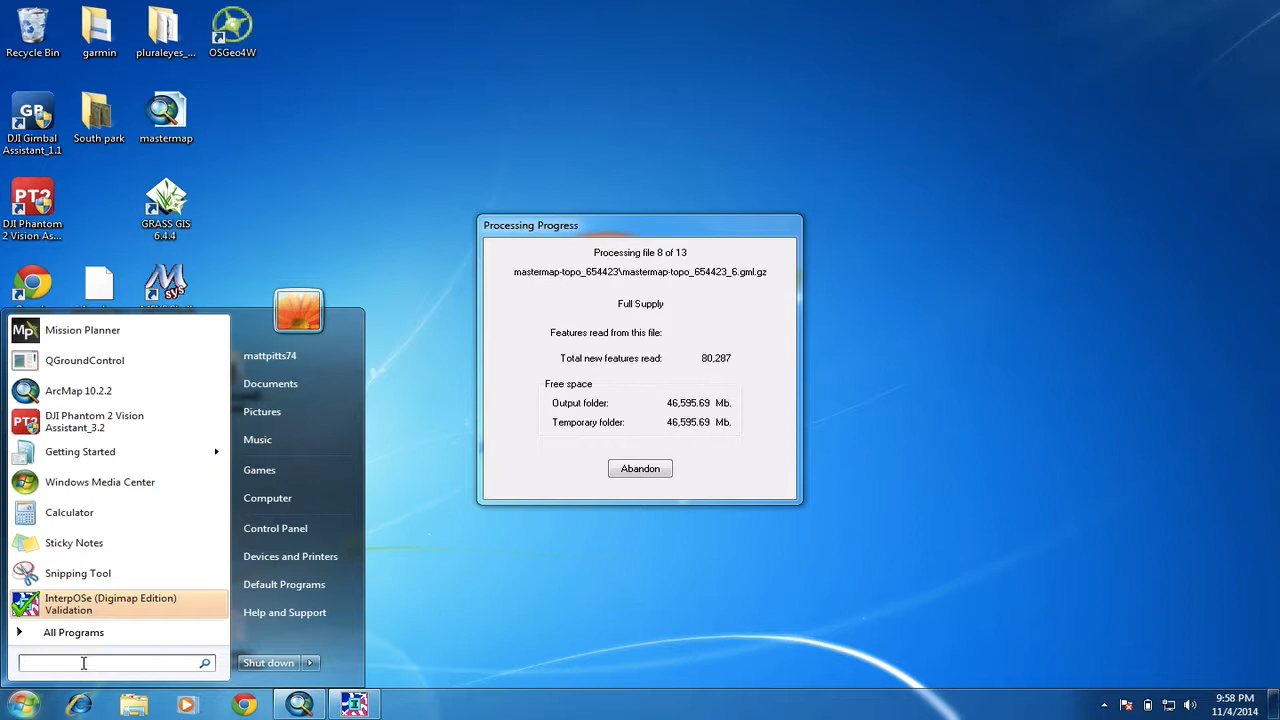 Recycle Bin
garmin
pluraleyes_...
OSGeo4W
GB
DJI Gimbal
Assistant_1.1
South park
mastermap
PT2
DJI Phantom
2 Vision As...
GRASS GIS
6.4.4
M
sys
Processing Progress
Processing file 8 of 13
mastermap-topo_654423\mastermap-topo_654423_6.gml.gz
Full Supply
Features read from this file:
Total new features read: 80,287
Free space
Output folder: 46,595.69 Mb.
Temporary folder: 46,595.69 Mb.
Abandon
Mp
Mission Planner
QGroundControl
ArcMap 10.2.2
PT2
DJI Phantom 2 Vision
Assistant_3.2
Getting Started
Windows Media Center
Calculator
Sticky Notes
Snipping Tool
InterpOSe (Digimap Edition)
Validation
All Programs
mattpitts74
Documents
Pictures
Music
Games
Computer
Control Panel
Devices and Printers
Default Programs
Help and Support
Shut down
9:58 PM
11/4/2014